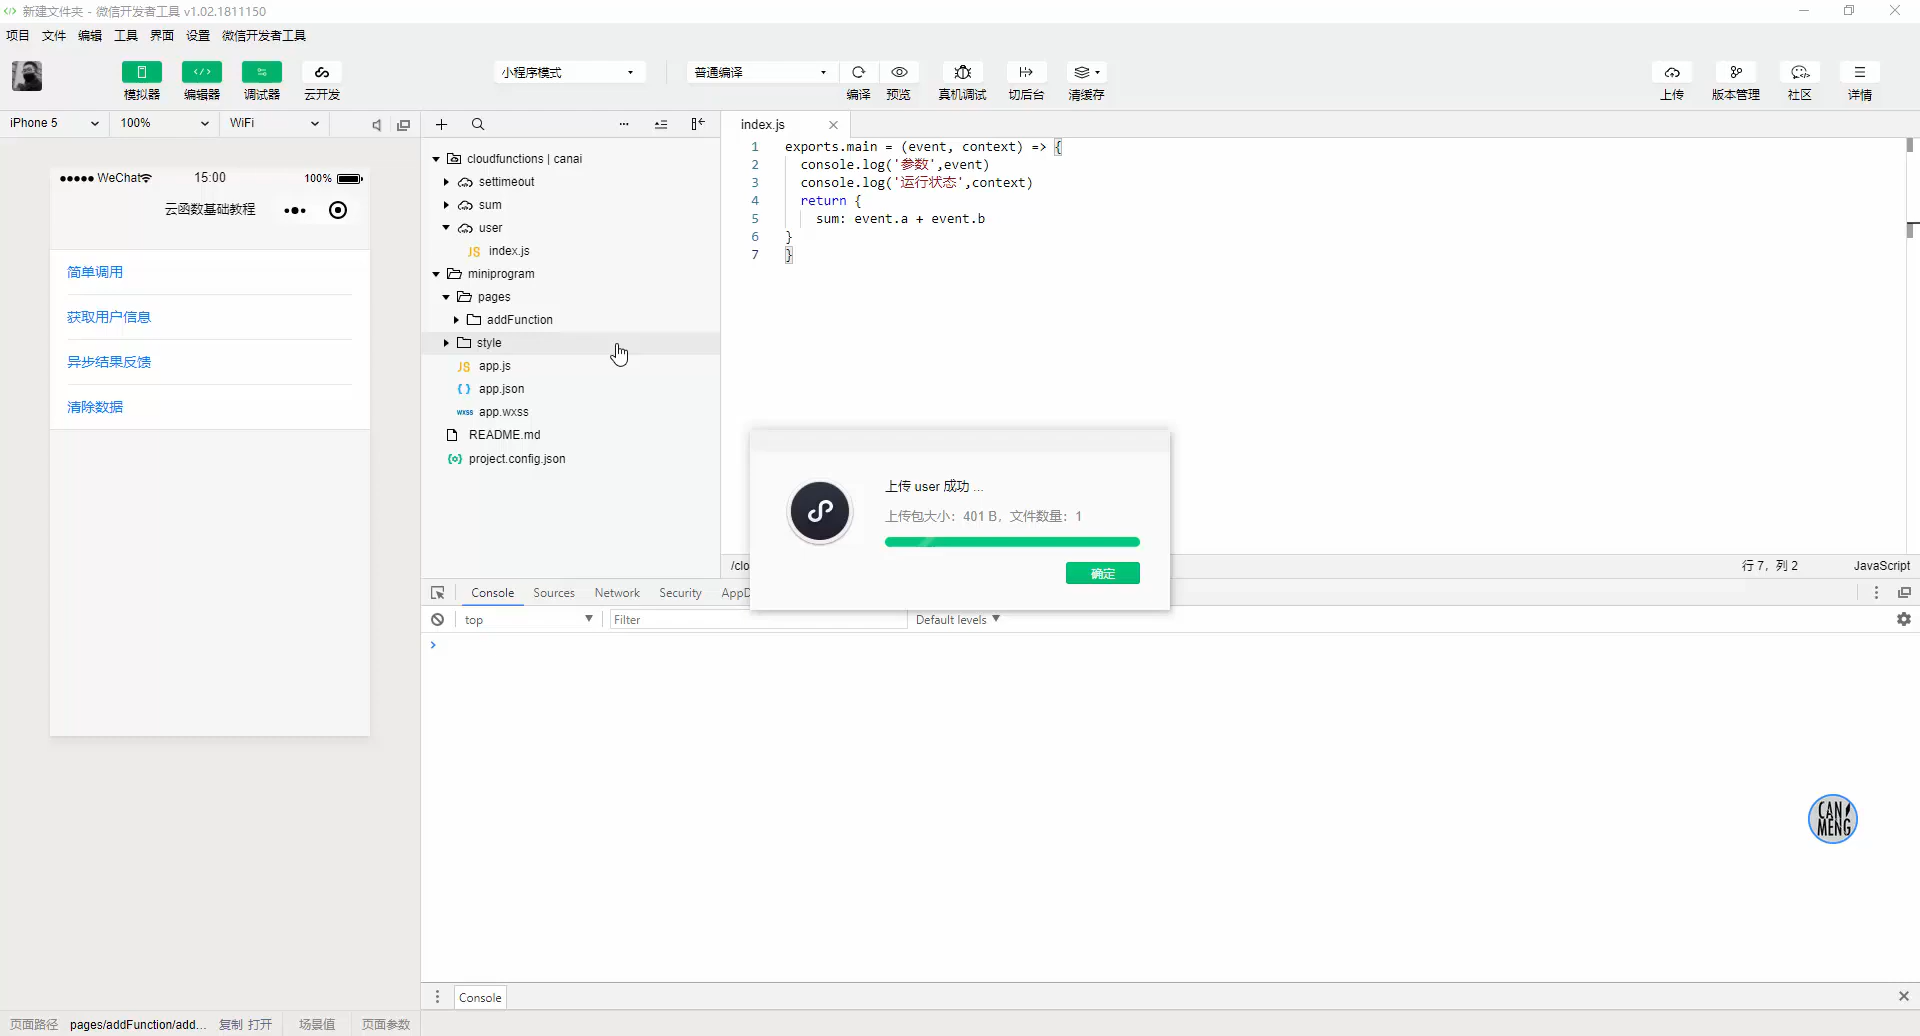 新建文件夹 - 微信开发者工具 v1.02.1811150
项目 文件 编辑 工具 界面 设置 微信开发者工具
模拟器 编辑器 调试器 云开发
小程序模式
普通编译
编译 预览 真机调试 切后台 清缓存
上传 版本管理 社区 详情
iPhone 5 100% WiFi
WeChat 15:00 100%
云函数基础教程
简单调用
获取用户信息
异步结果反馈
清除数据
cloudfunctions | canai
settimeout
sum
user
JS index.js
miniprogram
pages
addFunction
style
JS app.js
{ } app.json
wxss app.wxss
README.md
{o} project.config.json
index.js
1 exports.main = (event, context) => {
2 console.log('参数',event)
3 console.log('运行状态',context)
4 return {
5 sum: event.a + event.b
6 }
7 }
上传 user 成功 ...
上传包大小：401 B，文件数量：1
确定
/clo
行 7，列 2 JavaScript
Console Sources Network Security AppD
top Filter Default levels
CAN MENG
Console
页面路径 pages/addFunction/add... 复制 打开 场景值 页面参数